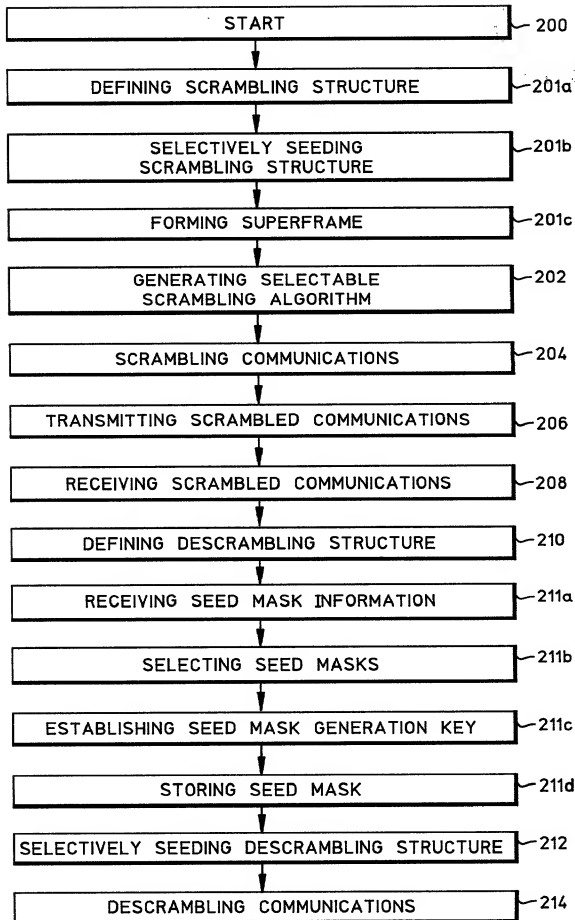 START
200
DEFINING SCRAMBLING STRUCTURE
201a
SELECTIVELY SEEDING
SCRAMBLING STRUCTURE
201b
FORMING SUPERFRAME
201c
GENERATING SELECTABLE
SCRAMBLING ALGORITHM
202
SCRAMBLING COMMUNICATIONS
204
TRANSMITTING SCRAMBLED COMMUNICATIONS
206
RECEIVING SCRAMBLED COMMUNICATIONS
208
DEFINING DESCRAMBLING STRUCTURE
210
RECEIVING SEED MASK INFORMATION
211a
SELECTING SEED MASKS
211b
ESTABLISHING SEED MASK GENERATION KEY
211c
STORING SEED MASK
211d
SELECTIVELY SEEDING DESCRAMBLING STRUCTURE
212
DESCRAMBLING COMMUNICATIONS
214